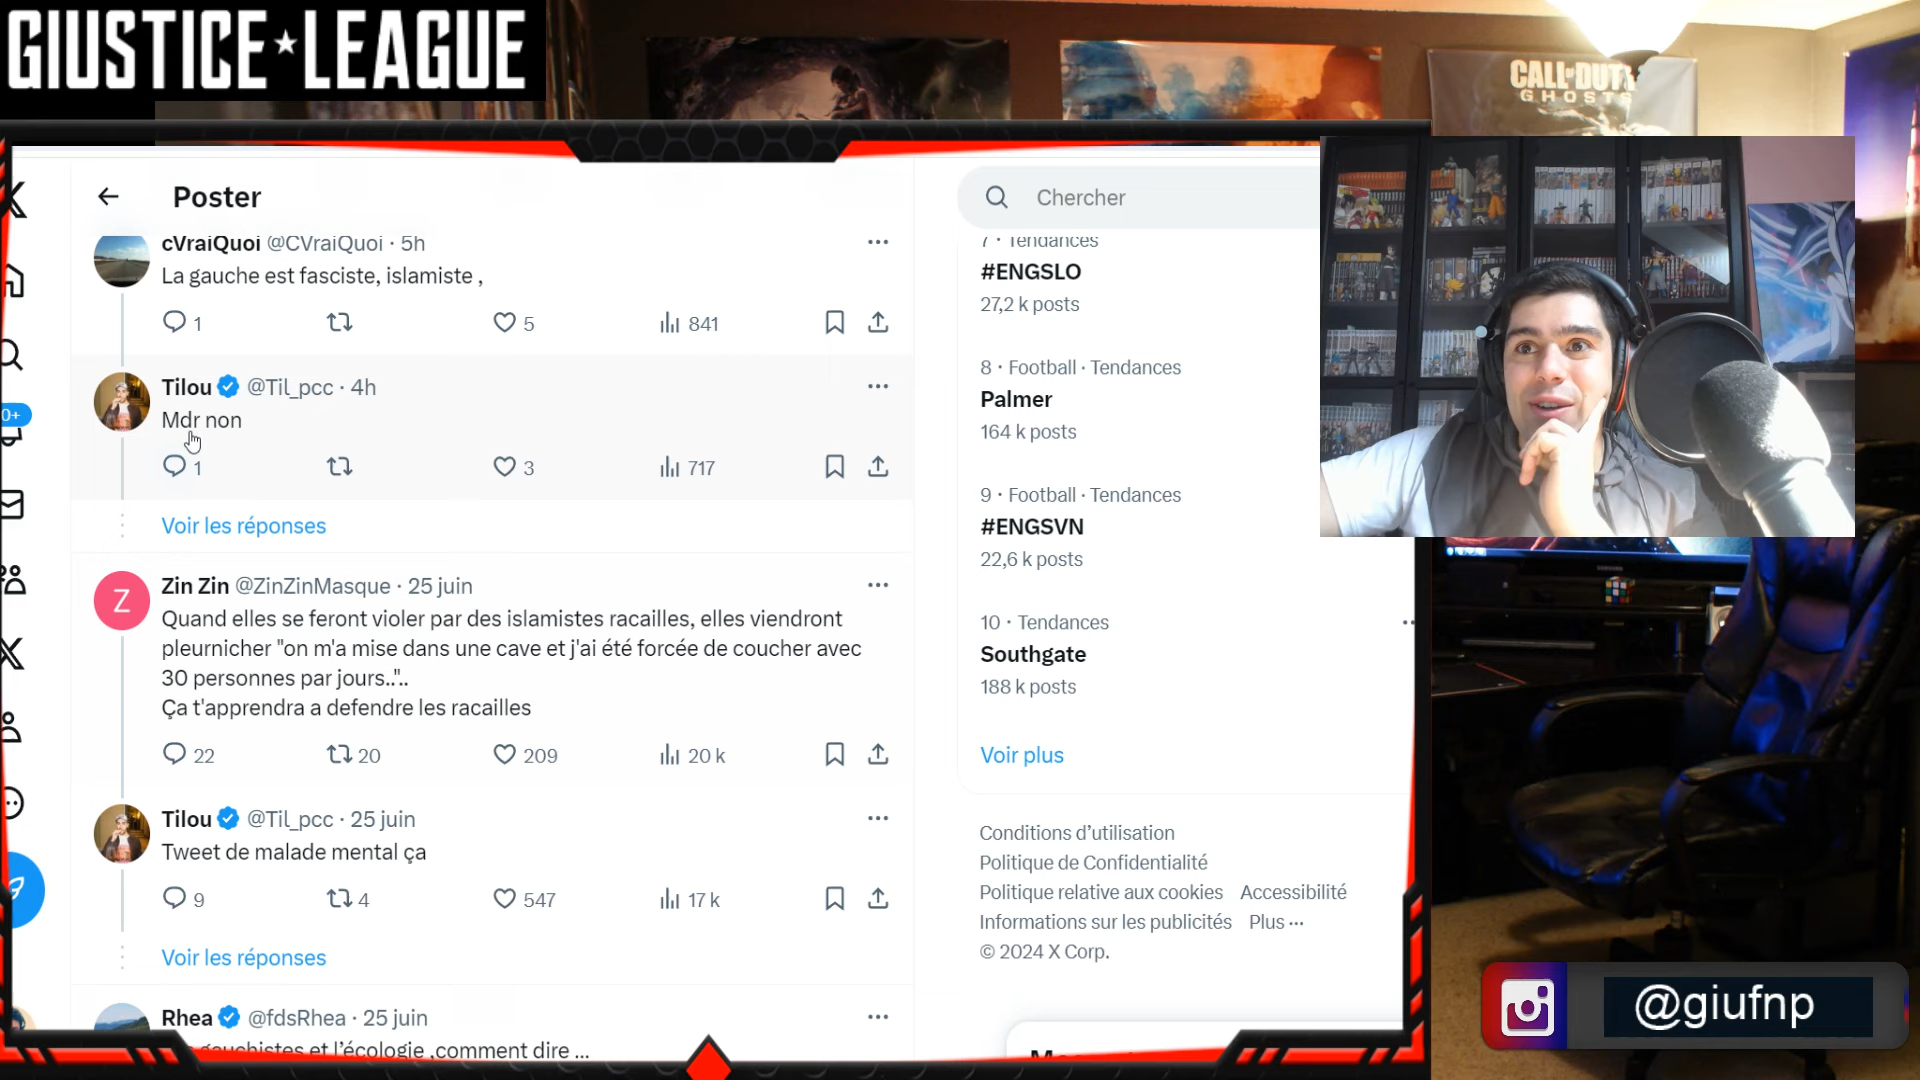 GIUSTICE★LEAGUE
CALL OF DUTY
GHOSTS
Poster
Chercher
cVraiQuoi @CVraiQuoi · 5h
La gauche est fasciste, islamiste ,
1 5 841
Tilou @Til_pcc · 4h
Mdr non
1 3 717
Voir les réponses
Zin Zin @ZinZinMasque · 25 juin
Quand elles se feront violer par des islamistes racailles, elles viendront
pleurnicher "on m'a mise dans une cave et j'ai été forcée de coucher avec
30 personnes par jours.."..
Ça t'apprendra a defendre les racailles
22 20 209 20 k
Tilou @Til_pcc · 25 juin
Tweet de malade mental ça
9 4 547 17 k
Voir les réponses
Rhea @fdsRhea · 25 juin
gauchistes et l'écologie ,comment dire ...
0+
Z
7 · Tendances
#ENGSLO
27,2 k posts
8 · Football · Tendances
Palmer
164 k posts
9 · Football · Tendances
#ENGSVN
22,6 k posts
10 · Tendances
Southgate
188 k posts
Voir plus
Conditions d'utilisation
Politique de Confidentialité
Politique relative aux cookies Accessibilité
Informations sur les publicités Plus ···
© 2024 X Corp.
@giufnp